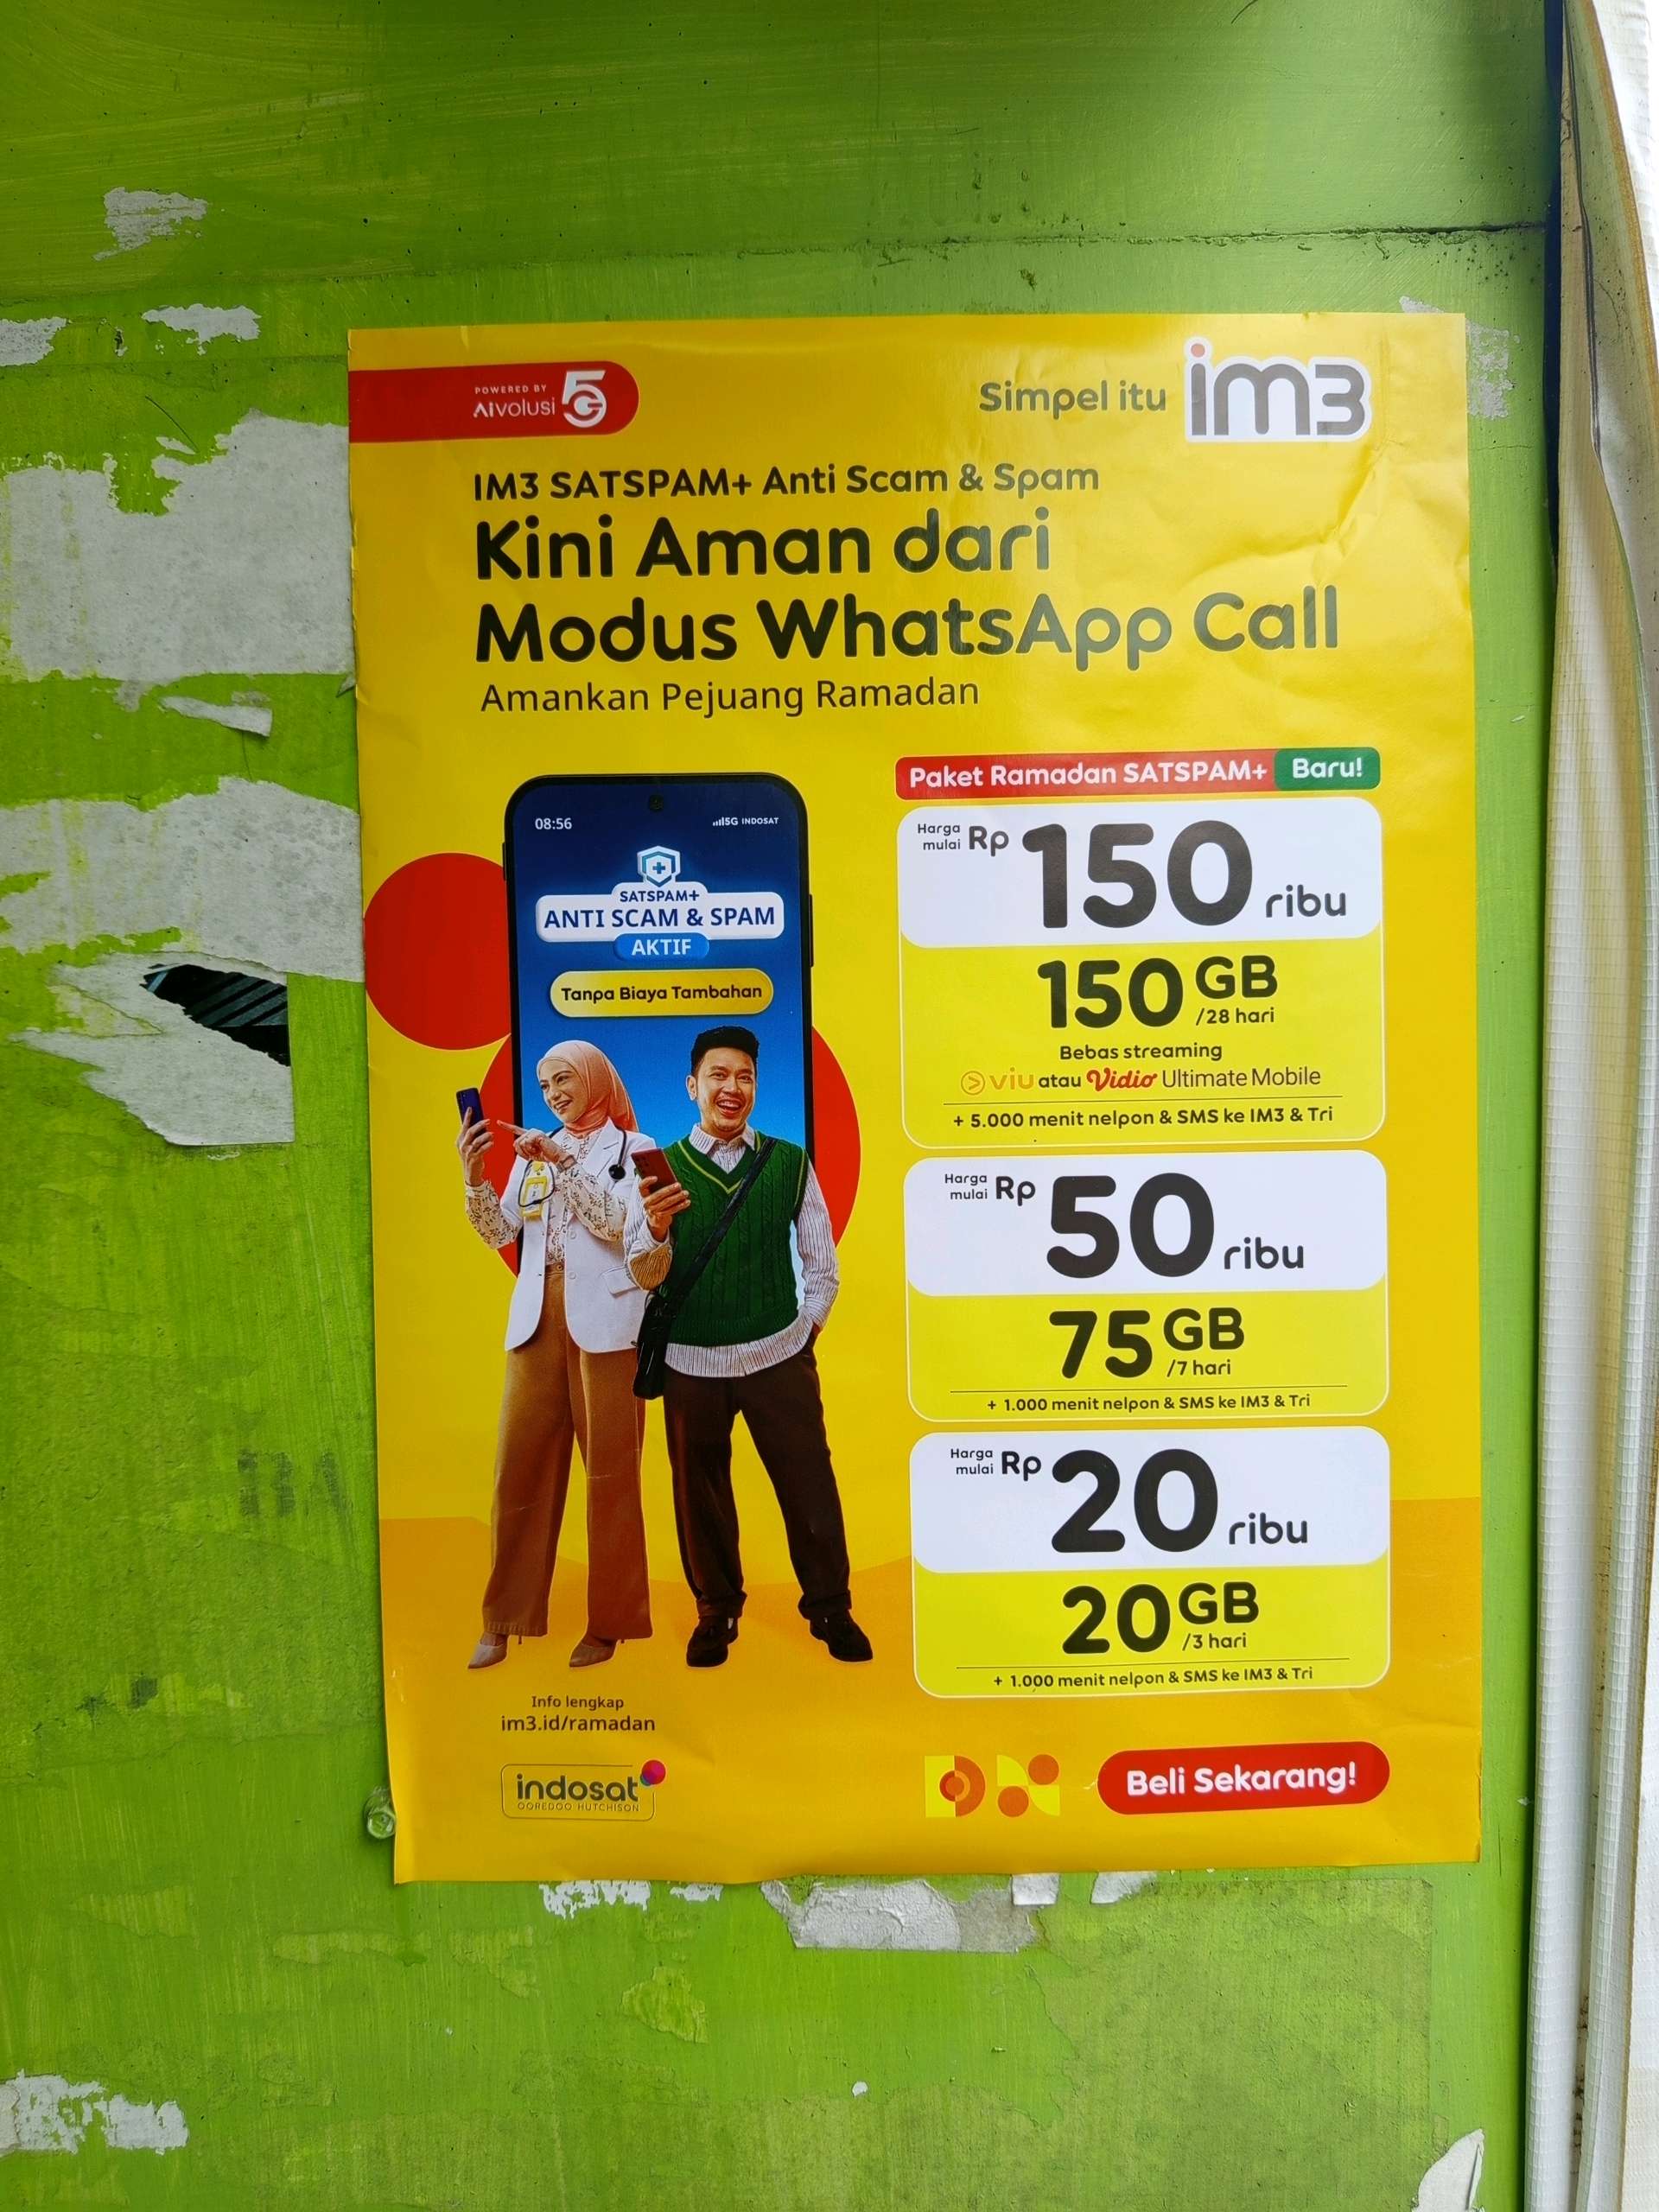 POWERED BY
AIvolusi 5G
Simpel itu im3
IM3 SATSPAM+ Anti Scam & Spam
Kini Aman dari
Modus WhatsApp Call
Amankan Pejuang Ramadan
08:56
5G INDOSAT
SATSPAM+
ANTI SCAM & SPAM
AKTIF
Tanpa Biaya Tambahan
Paket Ramadan SATSPAM+ Baru!
Harga mulai Rp 150 ribu
150 GB /28 hari
Bebas streaming
viu atau Vidio Ultimate Mobile
+ 5.000 menit nelpon & SMS ke IM3 & Tri
Harga mulai Rp 50 ribu
75 GB /7 hari
+ 1.000 menit nelpon & SMS ke IM3 & Tri
Harga mulai Rp 20 ribu
20 GB /3 hari
+ 1.000 menit nelpon & SMS ke IM3 & Tri
Info lengkap
im3.id/ramadan
indosat
OOREDOO HUTCHISON
Beli Sekarang!